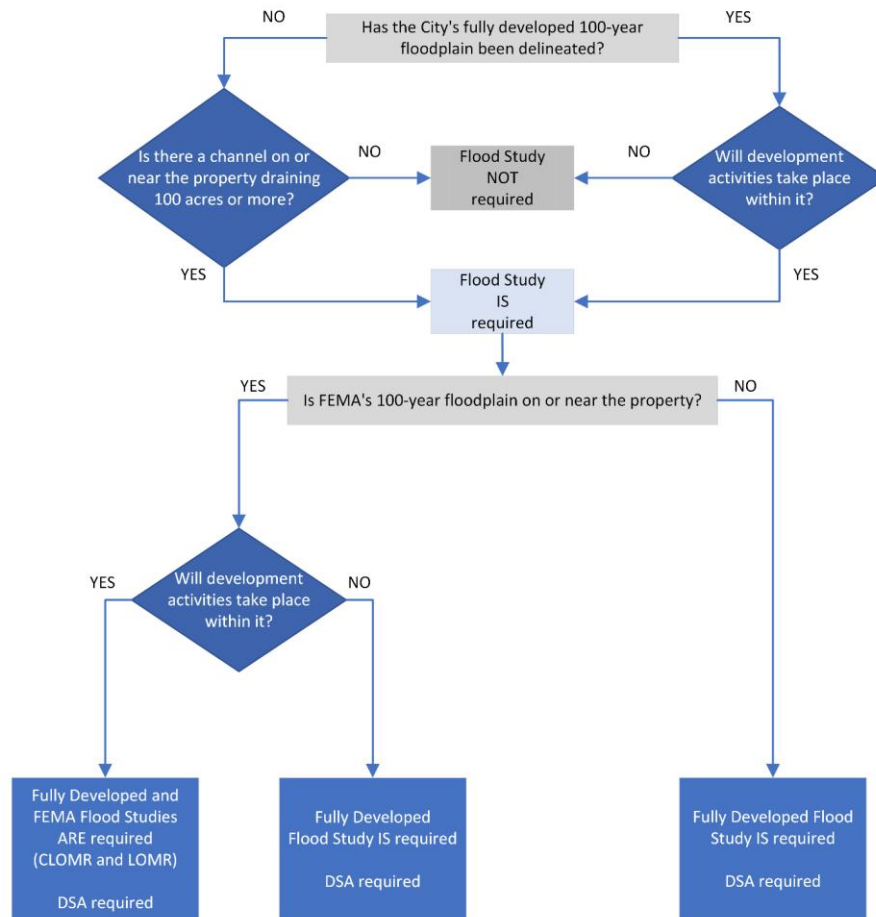 NO
Has the City's fully developed 100-year
floodplain been delineated?
YES
Is there a channel on or
near the property draining
100 acres or more?
NO
Flood Study
NOT
required
NO
Will development
activities take place
within it?
YES
Flood Study
IS
required
YES
YES
Is FEMA's 100-year floodplain on or near the property?
NO
YES
Will development
activities take place
within it?
NO
Fully Developed and
FEMA Flood Studies
ARE required
(CLOMR and LOMR)
DSA required
Fully Developed
Flood Study IS required
DSA required
Fully Developed Flood
Study IS required
DSA required